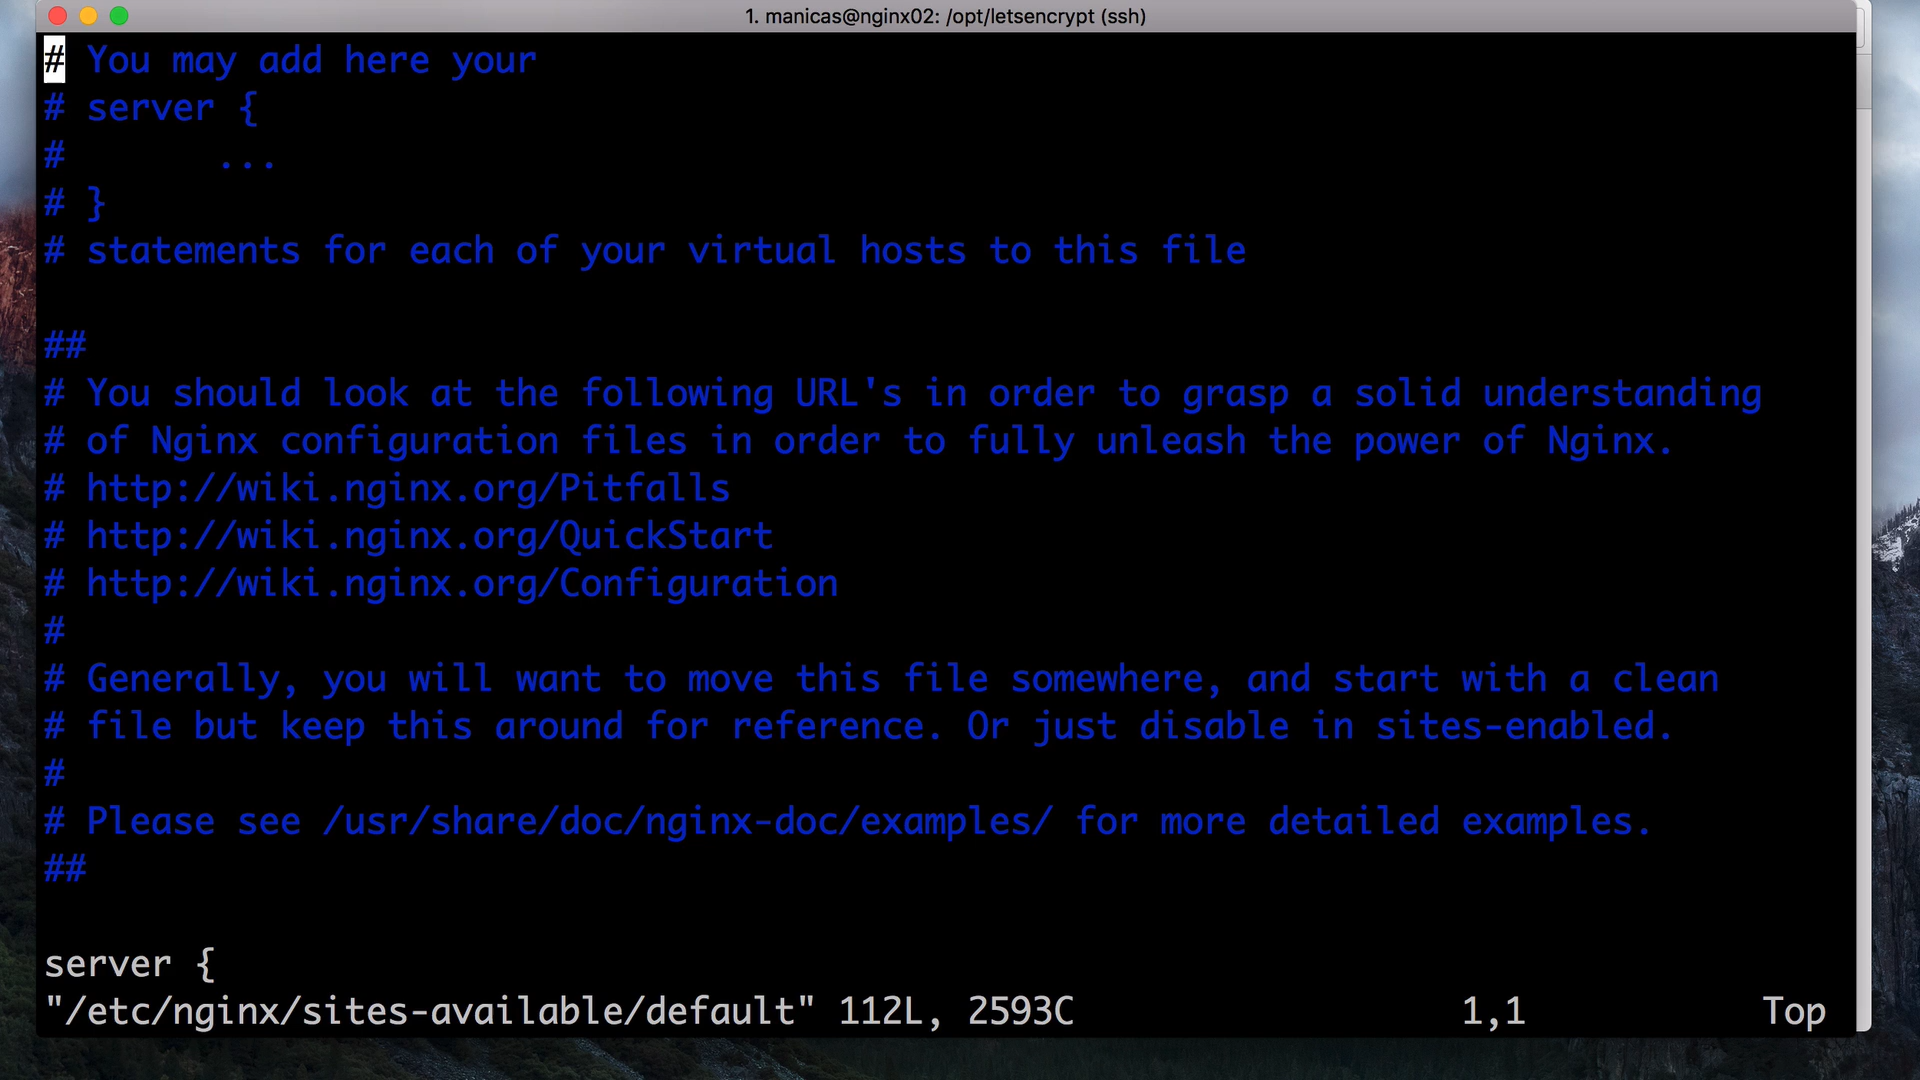 1. manicas@nginx02: /opt/letsencrypt (ssh)
# You may add here your
# server {
#       ...
# }
# statements for each of your virtual hosts to this file
##
# You should look at the following URL's in order to grasp a solid understanding
# of Nginx configuration files in order to fully unleash the power of Nginx.
# http://wiki.nginx.org/Pitfalls
# http://wiki.nginx.org/QuickStart
# http://wiki.nginx.org/Configuration
#
# Generally, you will want to move this file somewhere, and start with a clean
# file but keep this around for reference. Or just disable in sites-enabled.
#
# Please see /usr/share/doc/nginx-doc/examples/ for more detailed examples.
##
server {
"/etc/nginx/sites-available/default" 112L, 2593C 1,1 Top